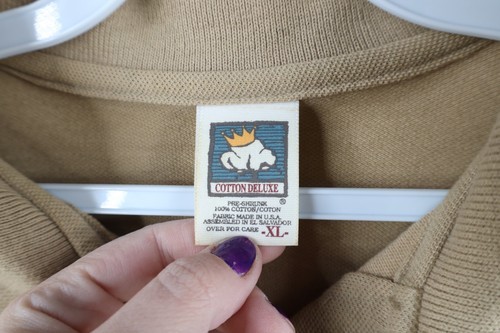 COTTON DELUXE
®
PRE-SHRUNK
100% COTTON/COTON
FABRIC MADE IN U.S.A.
ASSEMBLED IN EL SALVADOR
OVER FOR CARE -XL-